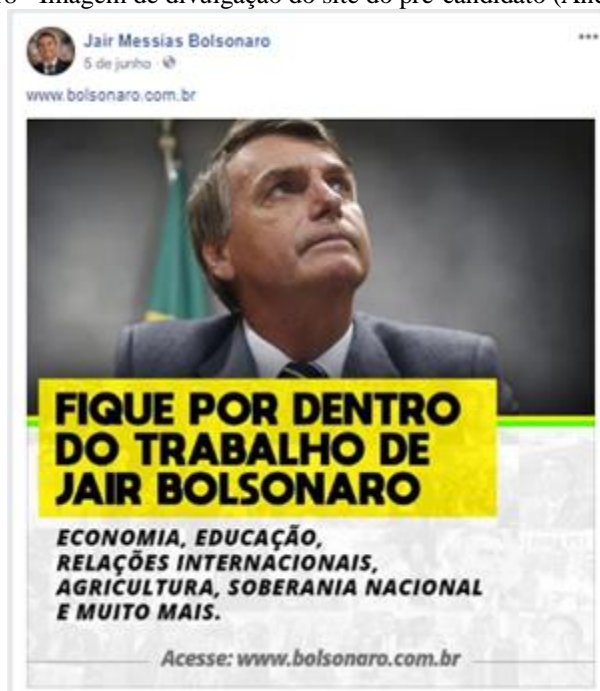 Imagem de divulgação do site do pré-candidato
Jair Messias Bolsonaro
5 de junho
www.bolsonaro.com.br
FIQUE POR DENTRO
DO TRABALHO DE
JAIR BOLSONARO
ECONOMIA, EDUCAÇÃO,
RELAÇÕES INTERNACIONAIS,
AGRICULTURA, SOBERANIA NACIONAL
E MUITO MAIS.
Acesse: www.bolsonaro.com.br